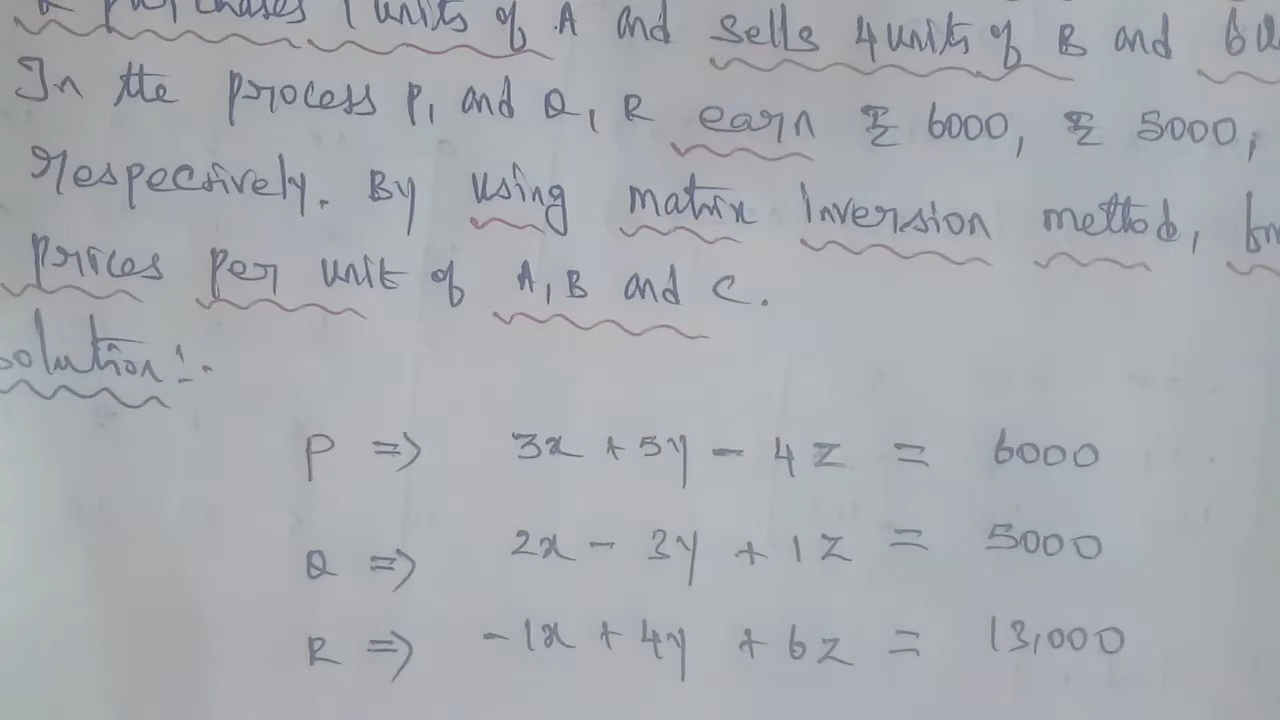 purchases 1 units of A and sells 4 units of B and 6 u
In the process P, and Q, R earn ₹ 6000, ₹ 5000,
respectively. By using matrix inversion method,
prices per unit of A, B and C.
solution:-
P => 3x + 5y - 4z = 6000
Q => 2x - 3y + 1z = 5000
R => -1x + 4y + 6z = 13,000